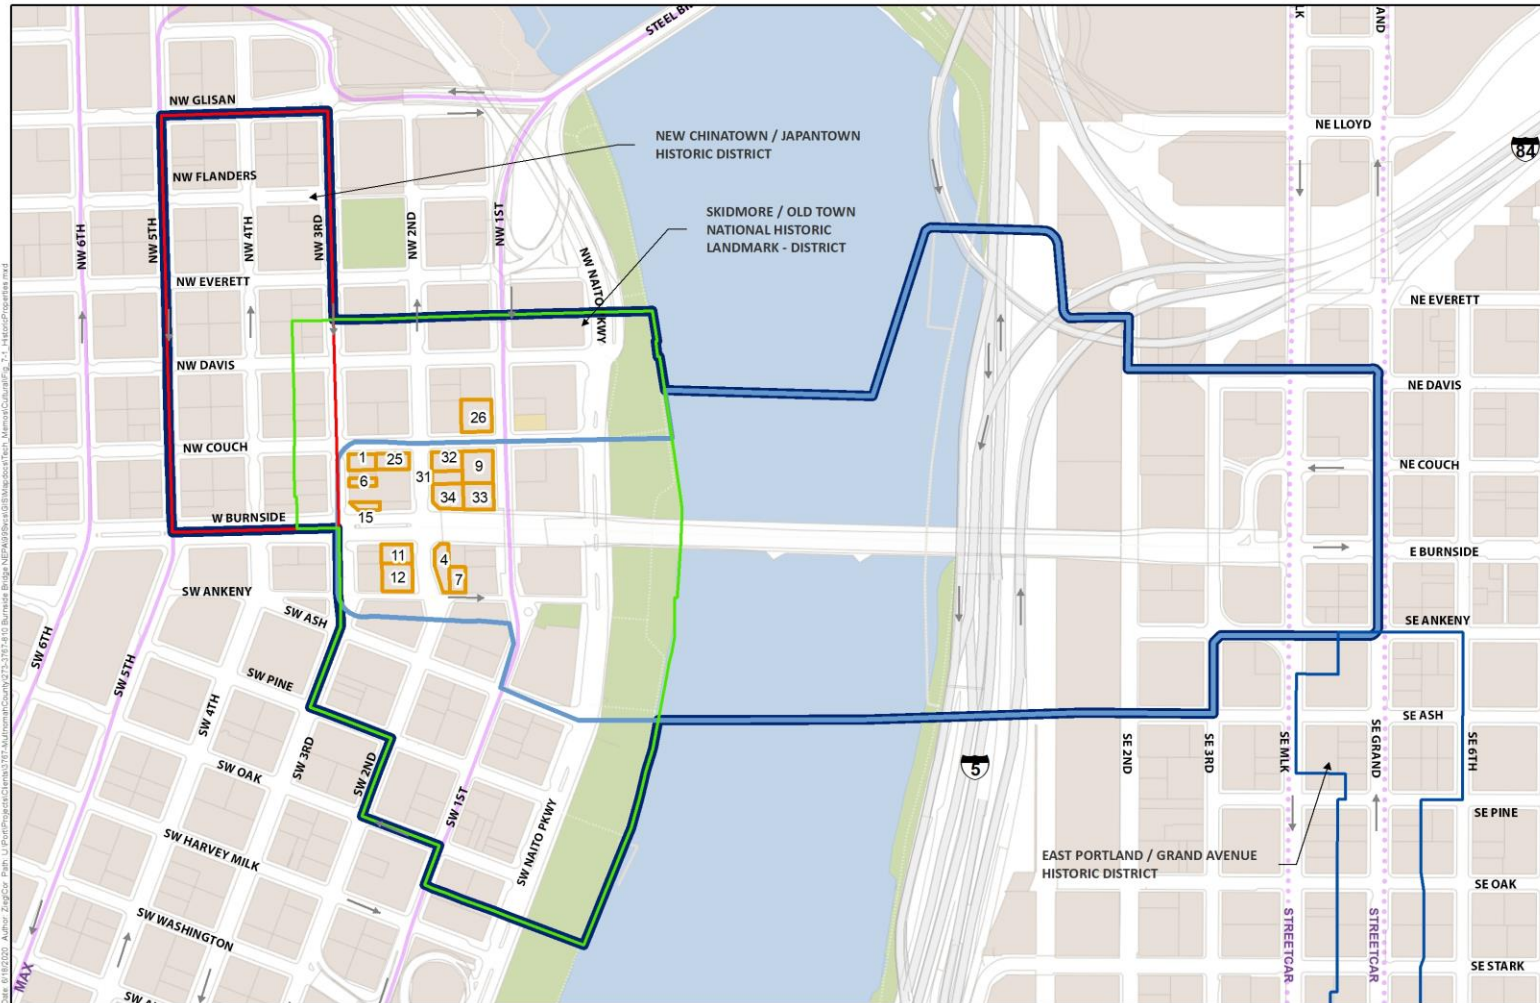 STEEL BR
LK
AND
NW GLISAN
NEW CHINATOWN / JAPANTOWN
HISTORIC DISTRICT
NE LLOYD
84
NW FLANDERS
SKIDMORE / OLD TOWN
NATIONAL HISTORIC
LANDMARK - DISTRICT
NW 6TH
NW 5TH
NW 4TH
NW 3RD
NW 2ND
NW 1ST
NW NAITO PKWY
NW EVERETT
NE EVERETT
NW DAVIS
NE DAVIS
26
NW COUCH
NE COUCH
1
25
32
9
6
31
34
33
15
W BURNSIDE
E BURNSIDE
11
4
12
7
SW ANKENY
SE ANKENY
SW ASH
SW 6TH
SW 5TH
SW PINE
SW 4TH
SE ASH
SW 3RD
SW 2ND
SE 2ND
SE 3RD
SE MLK
SE GRAND
SE 6TH
5
SW OAK
SW 1ST
SW NAITO PKWY
SE PINE
SW HARVEY MILK
EAST PORTLAND / GRAND AVENUE
HISTORIC DISTRICT
SE OAK
SW WASHINGTON
STREETCAR
STREETCAR
SE STARK
MAX
SW A